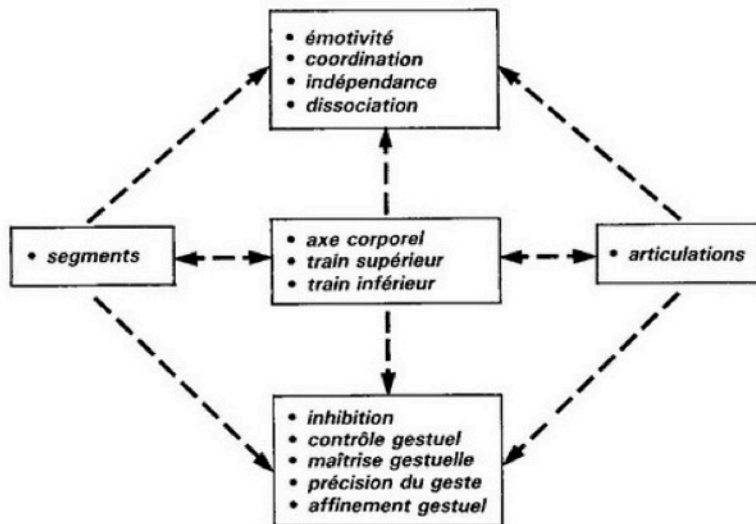 • émotivité
• coordination
• indépendance
• dissociation
• segments
• axe corporel
• train supérieur
• train inférieur
• articulations
• inhibition
• contrôle gestuel
• maîtrise gestuelle
• précision du geste
• affinement gestuel